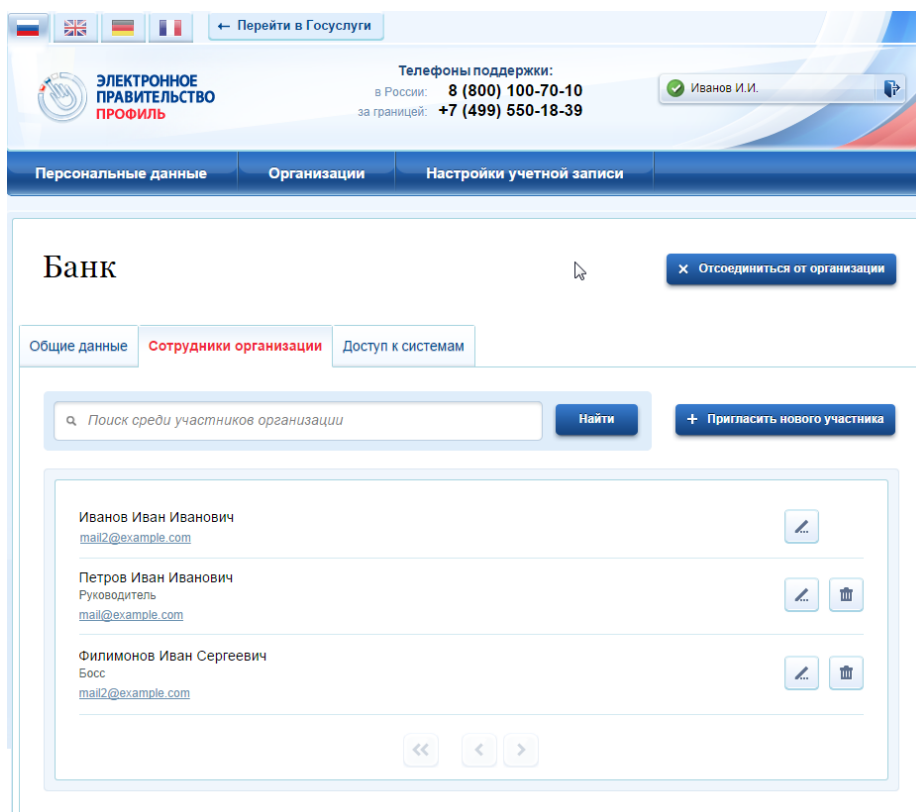 ← Перейти в Госуслуги
ЭЛЕКТРОННОЕ
ПРАВИТЕЛЬСТВО
ПРОФИЛЬ
Телефоны поддержки:
в России: 8 (800) 100-70-10
за границей: +7 (499) 550-18-39
Иванов И.И.
Персональные данные
Организации
Настройки учетной записи
Банк
× Отсоединиться от организации
Общие данные
Сотрудники организации
Доступ к системам
Поиск среди участников организации
Найти
+ Пригласить нового участника
Иванов Иван Иванович
mail2@example.com
Петров Иван Иванович
Руководитель
mail@example.com
Филимонов Иван Сергеевич
Босс
mail2@example.com